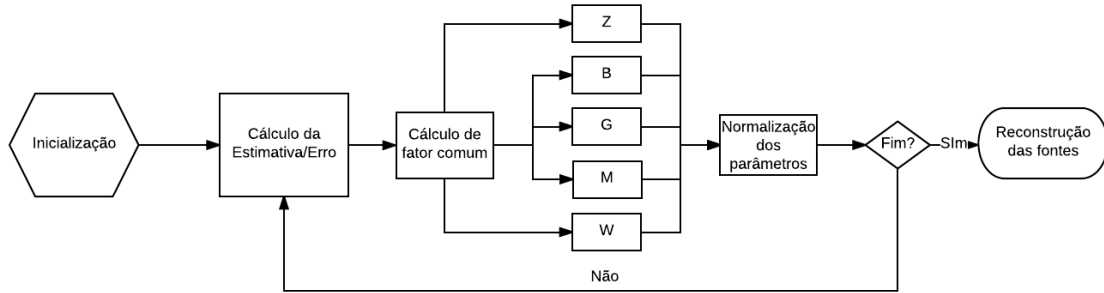 Inicialização
Cálculo da
Estimativa/Erro
Cálculo de
fator comum
Z
B
G
M
W
Normalização
dos
parâmetros
Fim?
SIm
Reconstrução
das fontes
Não